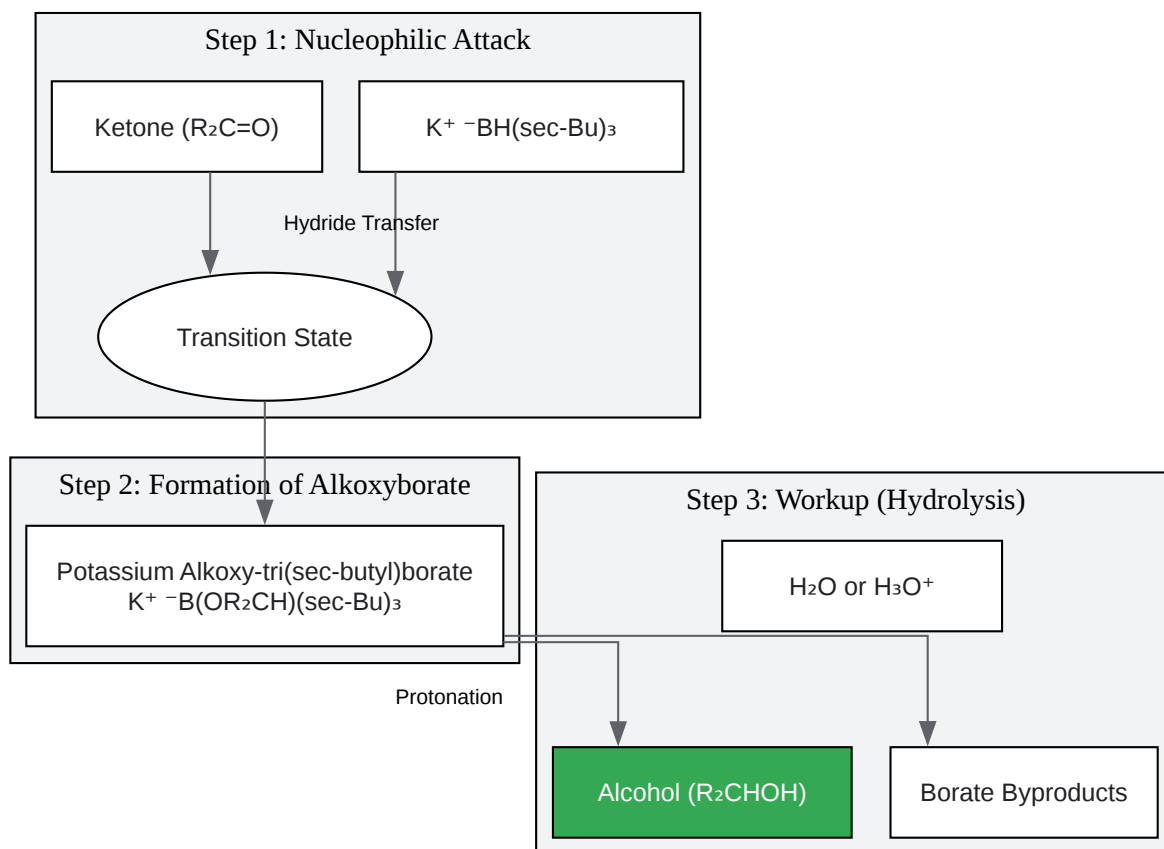 Step 1: Nucleophilic Attack
Ketone (R₂C=O)
K⁺ ⁻BH(sec-Bu)₃
Hydride Transfer
Transition State
Step 2: Formation of Alkoxyborate
Potassium Alkoxy-tri(sec-butyl)borate
K⁺ ⁻B(OR₂CH)(sec-Bu)₃
Step 3: Workup (Hydrolysis)
H₂O or H₃O⁺
Protonation
Alcohol (R₂CHOH)
Borate Byproducts